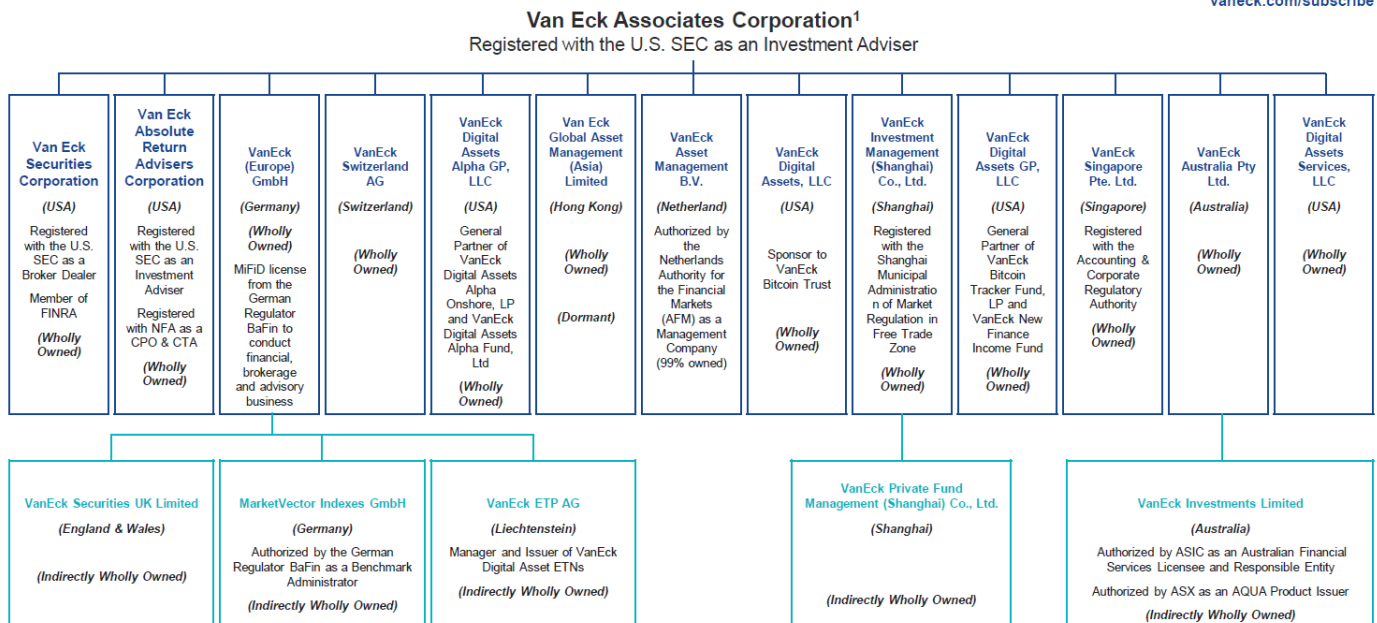 vaneck.com/subscribe
Van Eck Associates Corporation¹
Registered with the U.S. SEC as an Investment Adviser
Van Eck
Securities
Corporation
(USA)
Registered
with the U.S.
SEC as a
Broker Dealer
Member of
FINRA
(Wholly
Owned)
Van Eck
Absolute
Return
Advisers
Corporation
(USA)
Registered
with the U.S.
SEC as an
Investment
Adviser
Registered
with NFA as a
CPO & CTA
(Wholly
Owned)
VanEck
(Europe)
GmbH
(Germany)
(Wholly
Owned)
MiFiD license
from the
German
Regulator
BaFin to
conduct
financial,
brokerage
and advisory
business
VanEck
Switzerland
AG
(Switzerland)
(Wholly
Owned)
VanEck
Digital
Assets
Alpha GP,
LLC
(USA)
General
Partner of
VanEck
Digital Assets
Alpha
Onshore, LP
and VanEck
Digital Assets
Alpha Fund,
Ltd
(Wholly
Owned)
Van Eck
Global Asset
Management
(Asia)
Limited
(Hong Kong)
(Wholly
Owned)
(Dormant)
VanEck
Asset
Management
B.V.
(Netherland)
Authorized by
the
Netherlands
Authority for
the Financial
Markets
(AFM) as a
Management
Company
(99% owned)
VanEck
Digital
Assets, LLC
(USA)
Sponsor to
VanEck
Bitcoin Trust
(Wholly
Owned)
VanEck
Investment
Management
(Shanghai)
Co., Ltd.
(Shanghai)
Registered
with the
Shanghai
Municipal
Administratio
n of Market
Regulation in
Free Trade
Zone
(Wholly
Owned)
VanEck
Digital
Assets GP,
LLC
(USA)
General
Partner of
VanEck
Bitcoin
Tracker Fund,
LP and
VanEck New
Finance
Income Fund
(Wholly
Owned)
VanEck
Singapore
Pte. Ltd.
(Singapore)
Registered
with the
Accounting &
Corporate
Regulatory
Authority
(Wholly
Owned)
VanEck
Australia Pty
Ltd.
(Australia)
(Wholly
Owned)
VanEck
Digital
Assets
Services,
LLC
(USA)
(Wholly
Owned)
VanEck Securities UK Limited
(England & Wales)
(Indirectly Wholly Owned)
MarketVector Indexes GmbH
(Germany)
Authorized by the German
Regulator BaFin as a Benchmark
Administrator
(Indirectly Wholly Owned)
VanEck ETP AG
(Liechtenstein)
Manager and Issuer of VanEck
Digital Asset ETNs
(Indirectly Wholly Owned)
VanEck Private Fund
Management (Shanghai) Co., Ltd.
(Shanghai)
(Indirectly Wholly Owned)
VanEck Investments Limited
(Australia)
Authorized by ASIC as an Australian Financial
Services Licensee and Responsible Entity
Authorized by ASX as an AQUA Product Issuer
(Indirectly Wholly Owned)